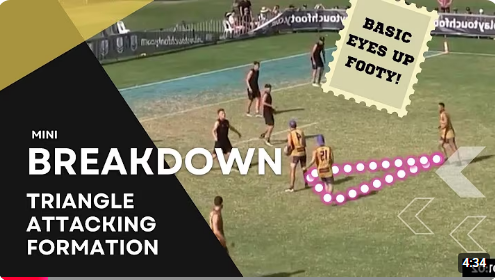 BASIC
EYES UP
FOOTY!
MINI
BREAKDOWN
TRIANGLE
ATTACKING
FORMATION
4:34